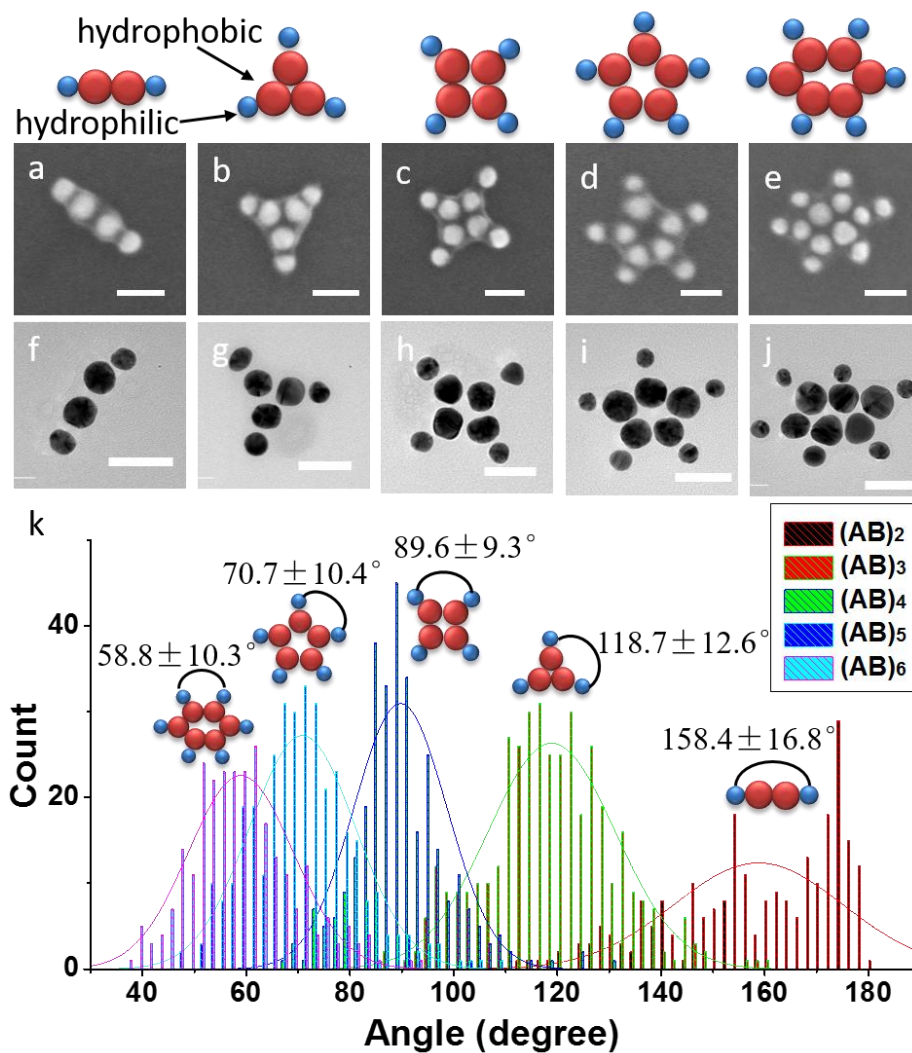 hydrophobic
hydrophilic
a
b
c
d
e
f
g
h
i
j
k
(AB)2
(AB)3
(AB)4
(AB)5
(AB)6
58.8±10.3°
70.7±10.4°
89.6±9.3°
118.7±12.6°
158.4±16.8°
Count
0
20
40
40
60
80
100
120
140
160
180
Angle (degree)